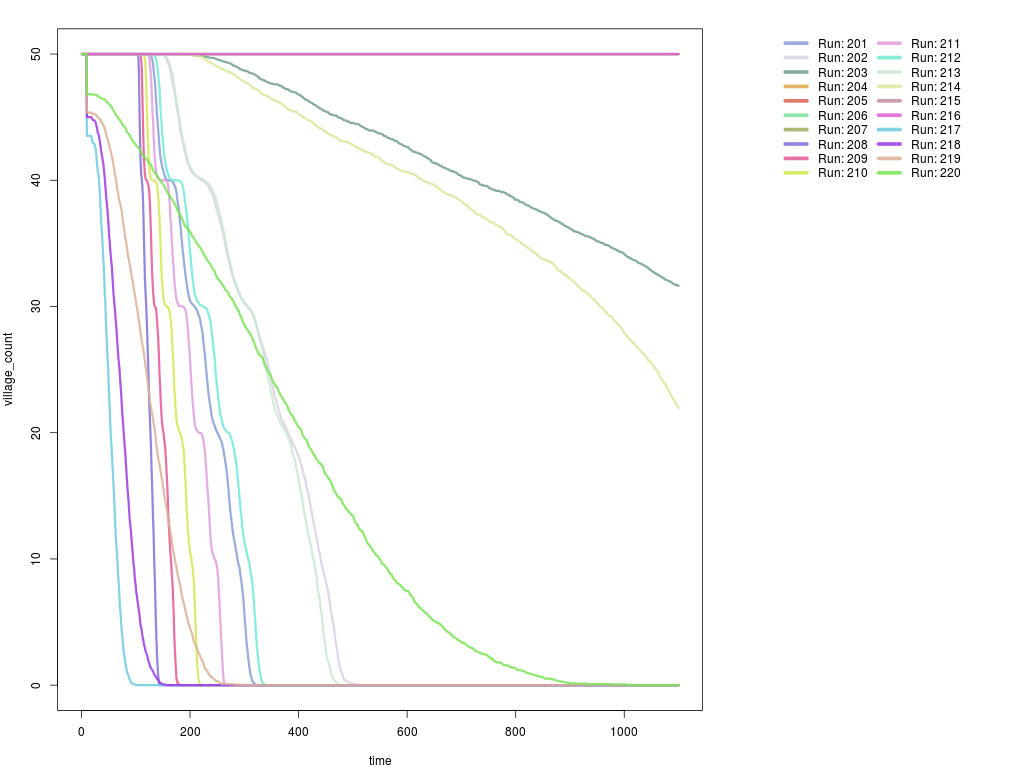 50
40
30
20
10
0
village_count
0 200 400 600 800 1000
time
Run: 201 Run: 211
Run: 202 Run: 212
Run: 203 Run: 213
Run: 204 Run: 214
Run: 205 Run: 215
Run: 206 Run: 216
Run: 207 Run: 217
Run: 208 Run: 218
Run: 209 Run: 219
Run: 210 Run: 220